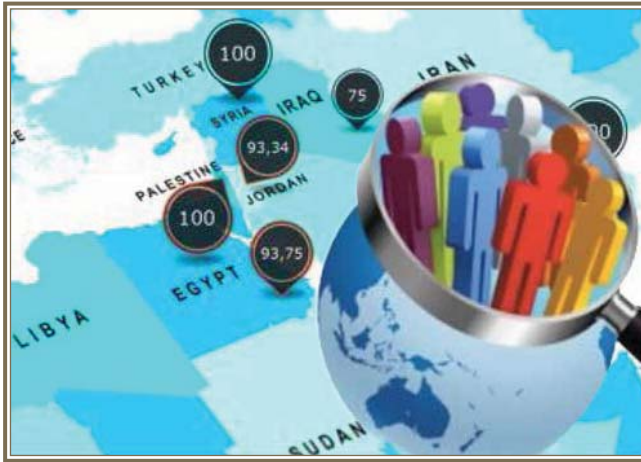 100
TURKEY
IRAN
75
IRAQ
SYRIA
93,34
PALESTINE
JORDAN
100
93,75
EGYPT
LIBYA
SUDAN